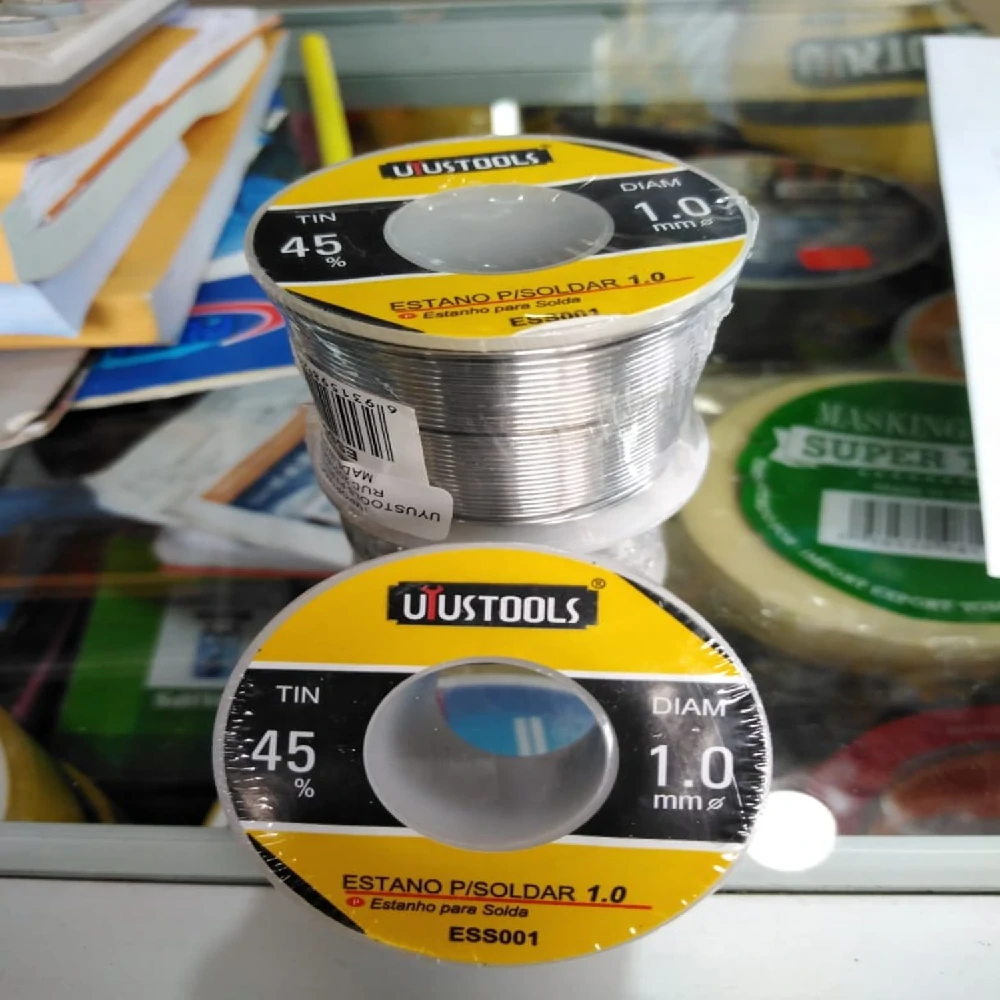 UYUSTOOLS
TIN
45
%
DIAM
1.0
mm ⌀
ESTANO P/SOLDAR 1.0
P Estanho para Solda
ESS001
UYUSTOOLS
MASKING
SUPER
UYUSTOOLS®
TIN
45
%
DIAM
1.0
mm ⌀
ESTANO P/SOLDAR 1.0
P Estanho para Solda
ESS001